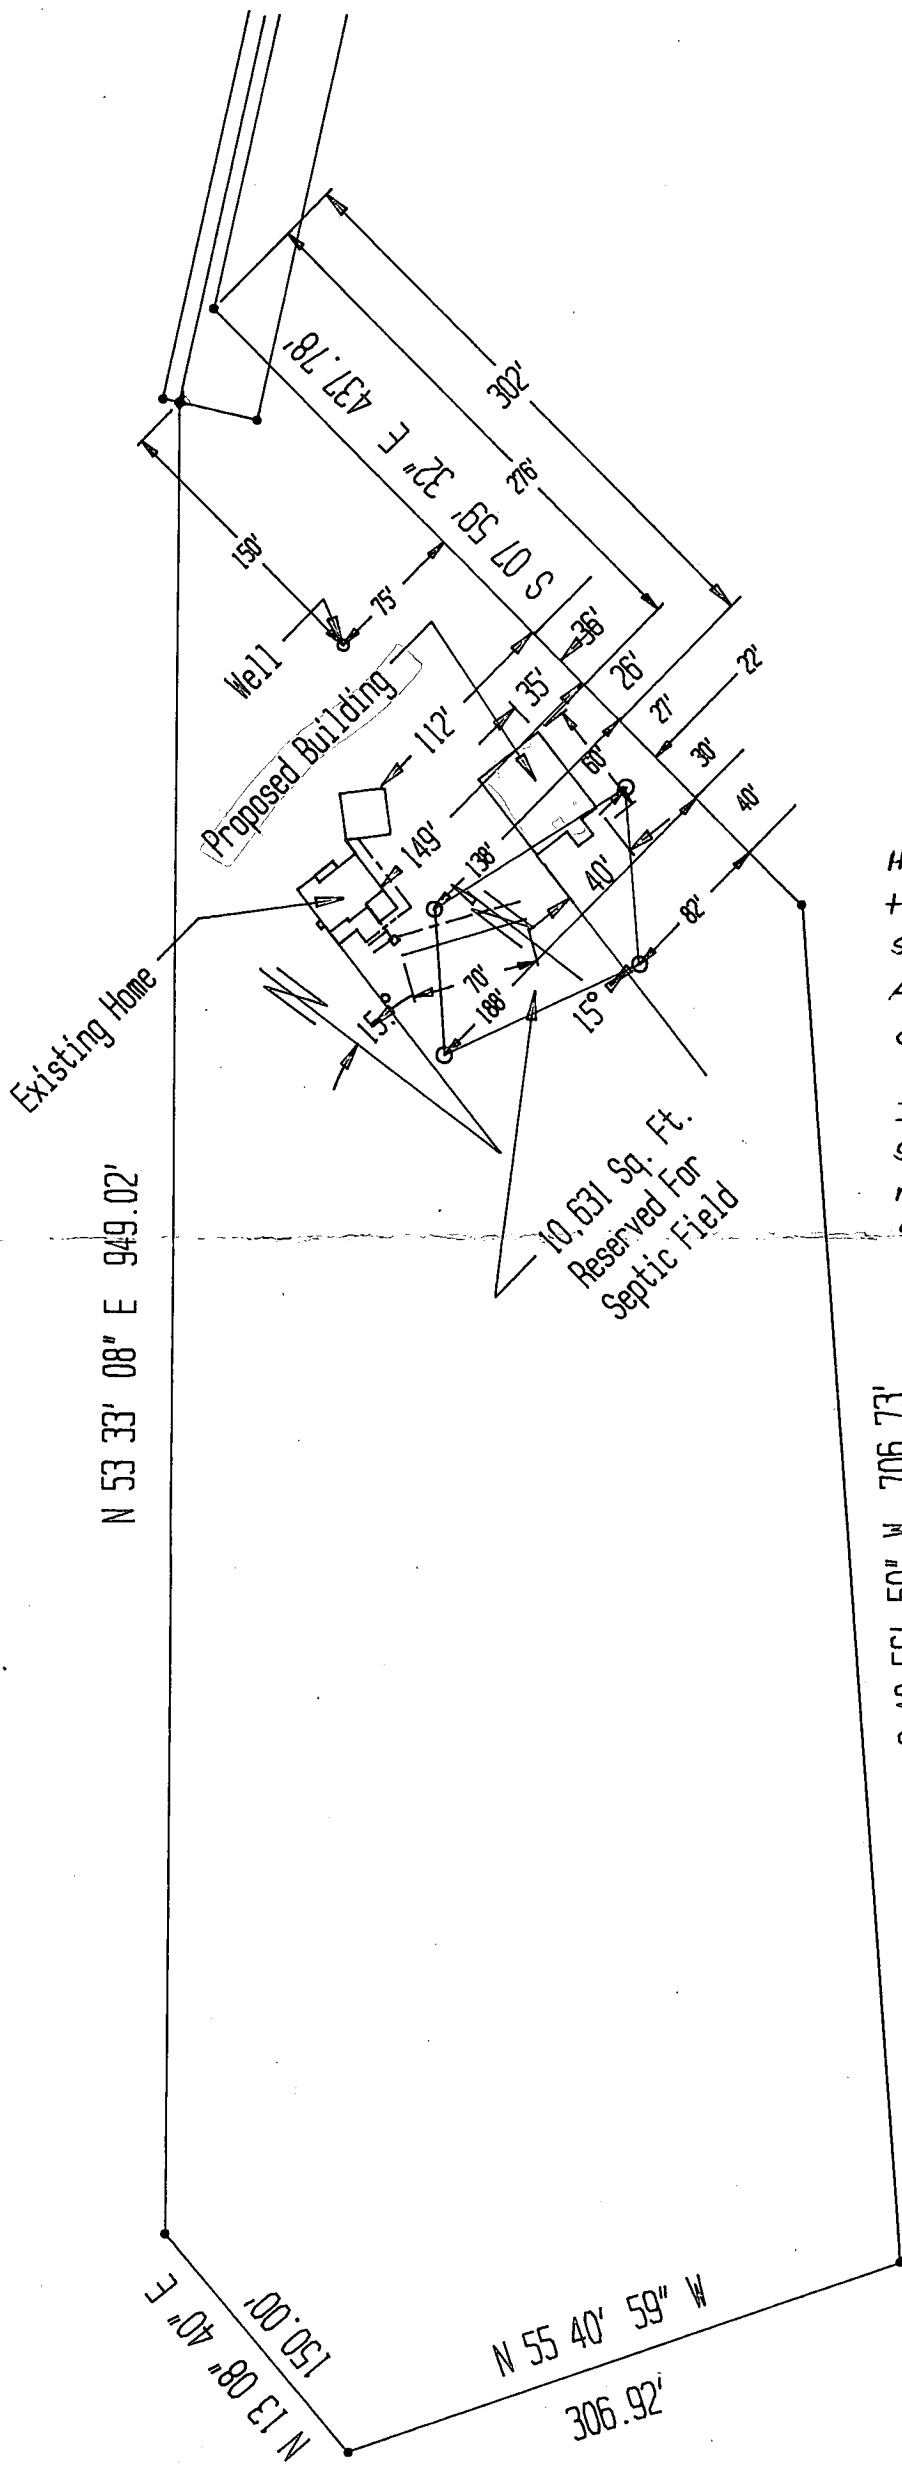 S 07 59' 32" E 437.78'
302'
276'
150'
75'
Well
Proposed Building
112'
35'
36'
26'
27'
22'
30'
40'
60'
149'
138'
40'
82'
70'
188'
15°
15°
Existing Home
10,631 Sq. Ft.
Reserved For
Septic Field
N 53 33' 08" E 949.02'
706.73'
N 13 08" 40" E
150.00'
N 55 40' 59" W
306.92'